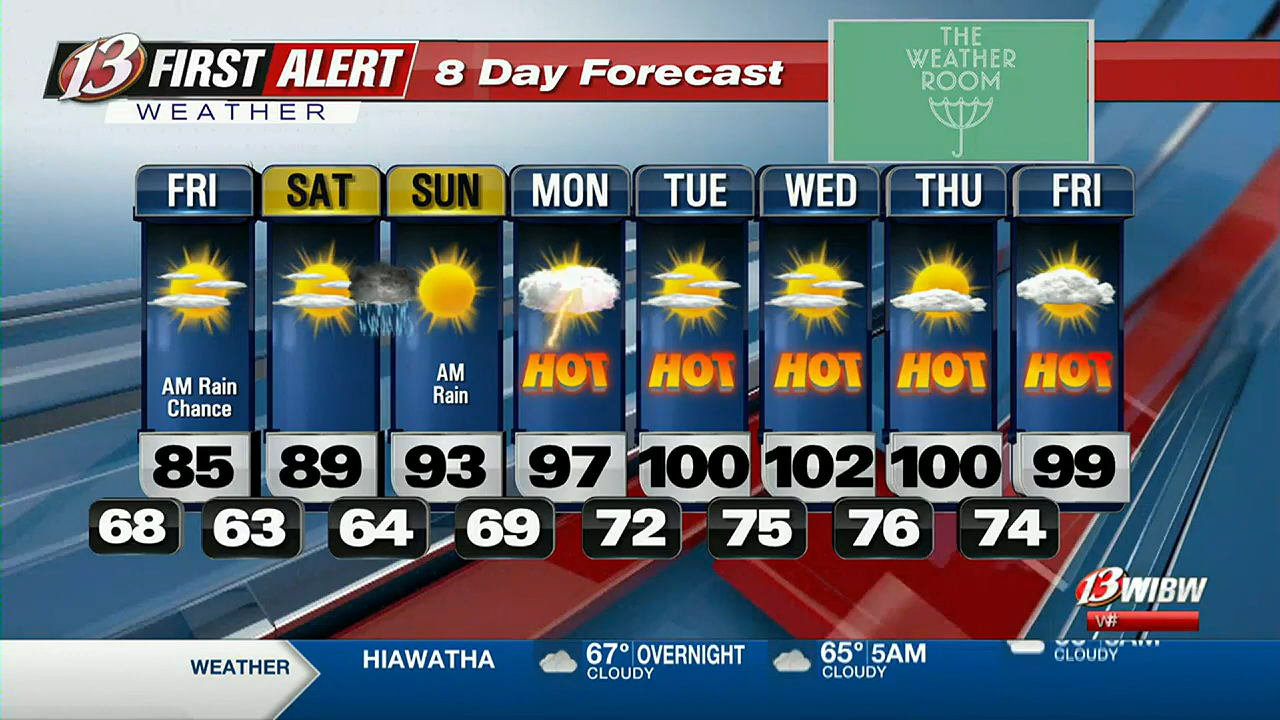 13 FIRST ALERT
WEATHER
8 Day Forecast
THE
WEATHER
ROOM
FRI SAT SUN MON TUE WED THU FRI
AM Rain
Chance
AM
Rain
HOT HOT HOT HOT HOT
85 89 93 97 100 102 100 99
68 63 64 69 72 75 76 74
13 WIBW
WEATHER
HIAWATHA
67° OVERNIGHT
CLOUDY
65° 5AM
CLOUDY
CLOUDY